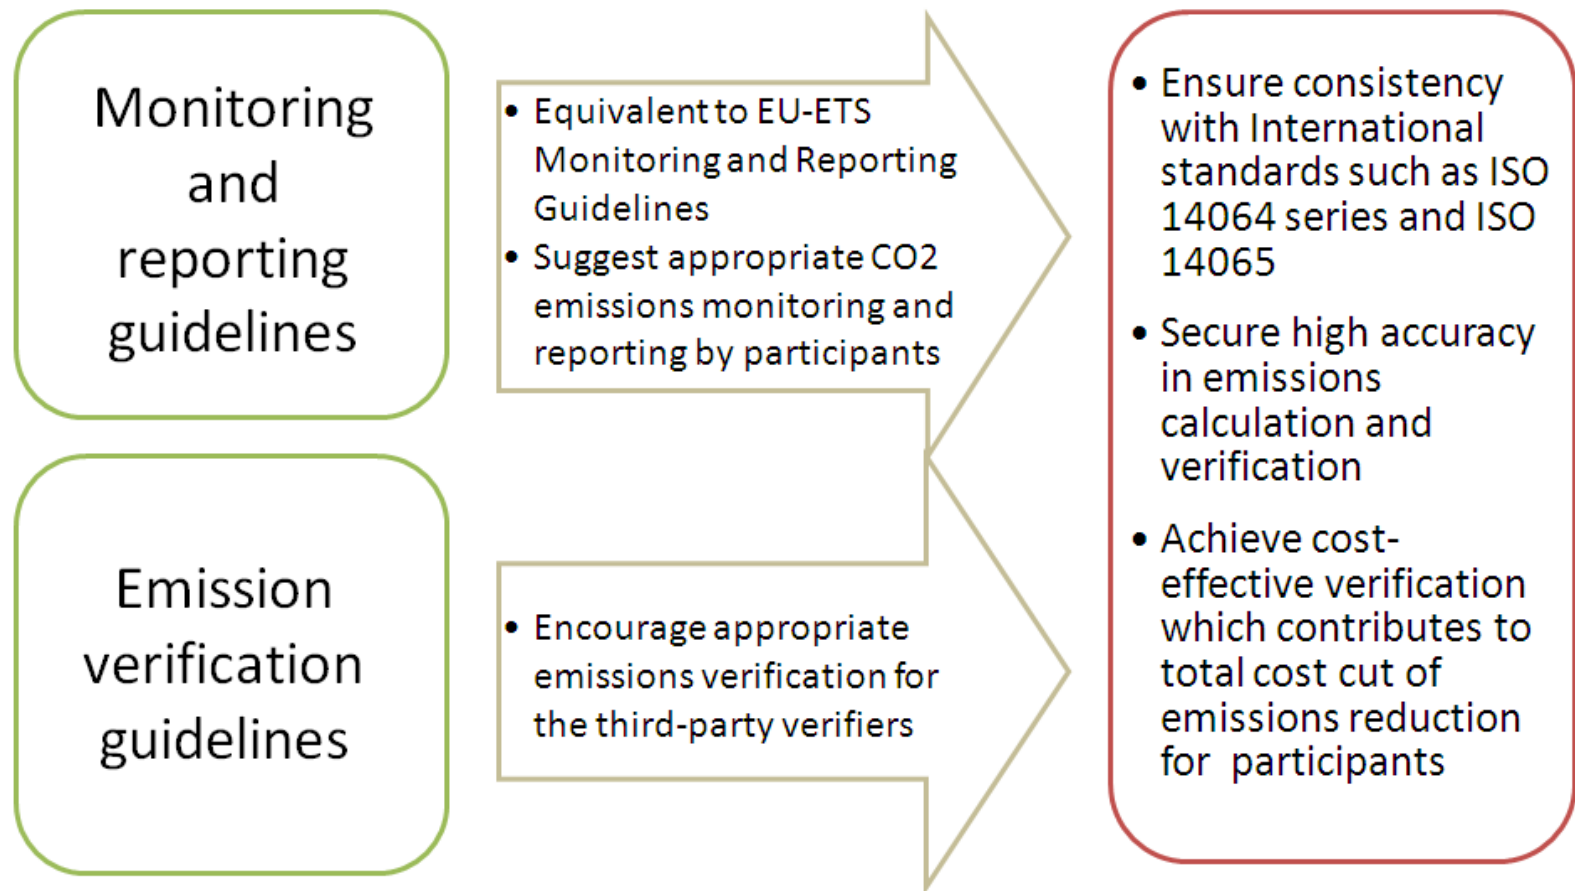 Monitoring
and
reporting
guidelines
• Equivalent to EU-ETS
Monitoring and Reporting
Guidelines
• Suggest appropriate CO2
emissions monitoring and
reporting by participants
Emission
verification
guidelines
• Encourage appropriate
emissions verification for
the third-party verifiers
• Ensure consistency
with International
standards such as ISO
14064 series and ISO
14065
• Secure high accuracy
in emissions
calculation and
verification
• Achieve cost-
effective verification
which contributes to
total cost cut of
emissions reduction
for participants